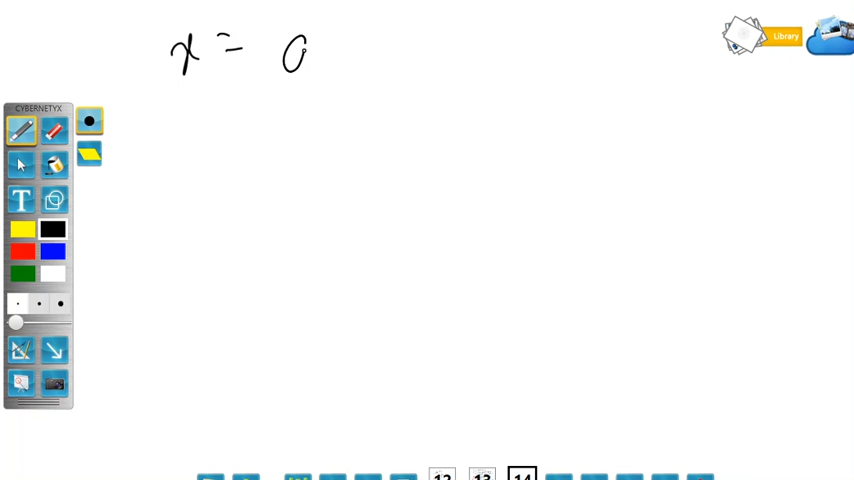 x = 0
Library
CYBERNETYX
T
12 13 14